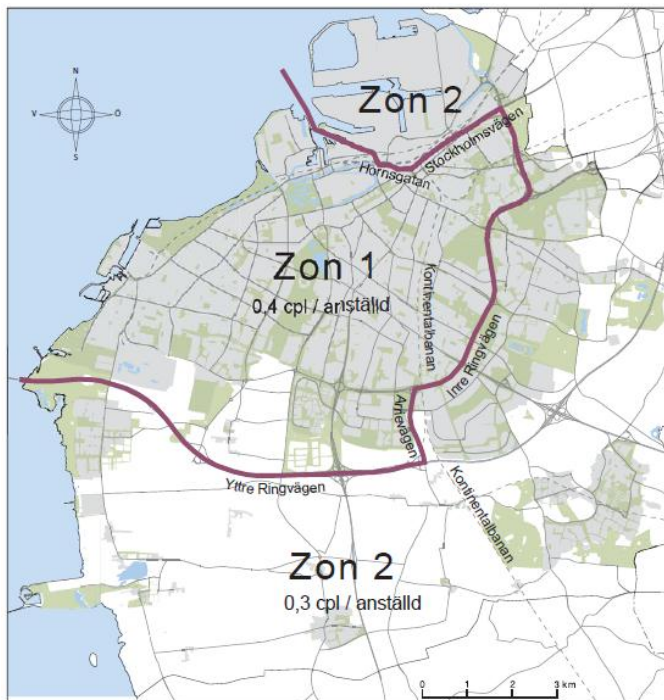 N
V
O
S
Zon 2
Stockholmsvägen
Hornsgatan
Zon 1
0,4 cpl / anställd
Kontinentalbanan
Inre Ringvägen
Arnevägen
Yttre Ringvägen
Kontinentalbanan
Zon 2
0,3 cpl / anställd
0 1 2 3 km